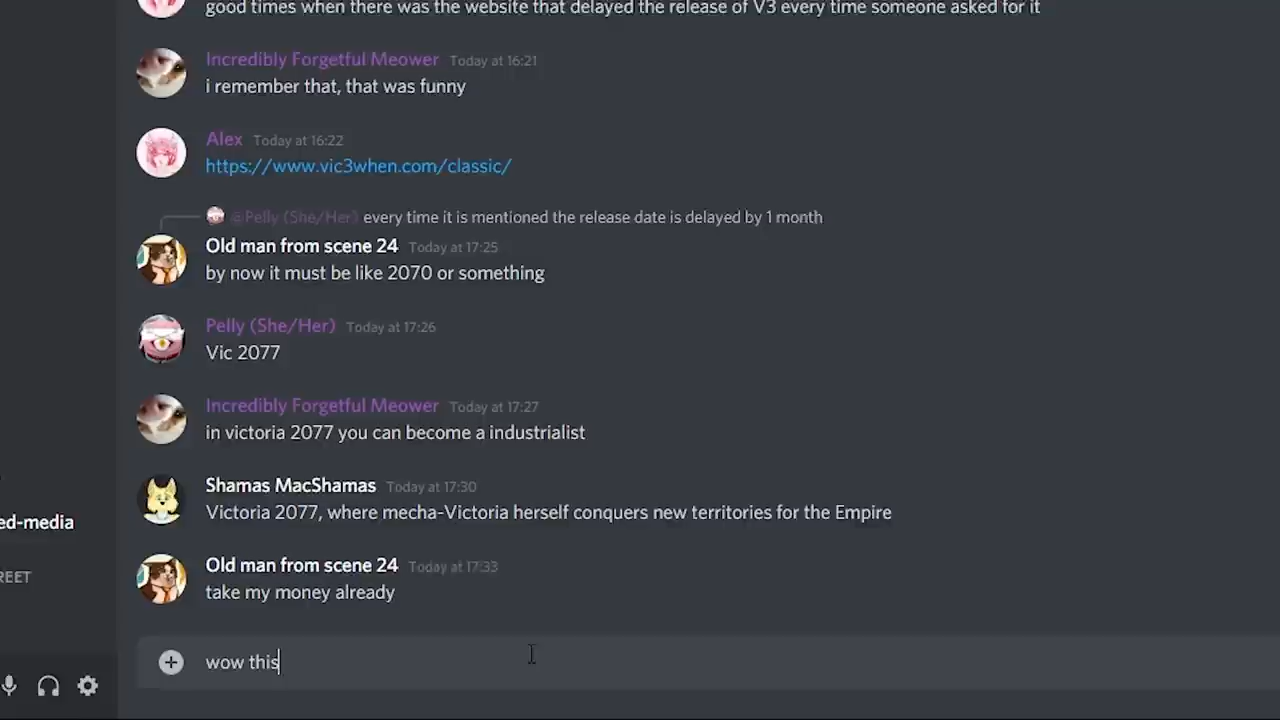 good times when there was the website that delayed the release of V3 every time someone asked for it
Incredibly Forgetful Meower Today at 16:21
i remember that, that was funny
Alex Today at 16:22
https://www.vic3when.com/classic/
@Pelly (She/Her) every time it is mentioned the release date is delayed by 1 month
Old man from scene 24 Today at 17:25
by now it must be like 2070 or something
Pelly (She/Her) Today at 17:26
Vic 2077
Incredibly Forgetful Meower Today at 17:27
in victoria 2077 you can become a industrialist
Shamas MacShamas Today at 17:30
Victoria 2077, where mecha-Victoria herself conquers new territories for the Empire
ed-media
Old man from scene 24 Today at 17:33
REET
take my money already
wow this